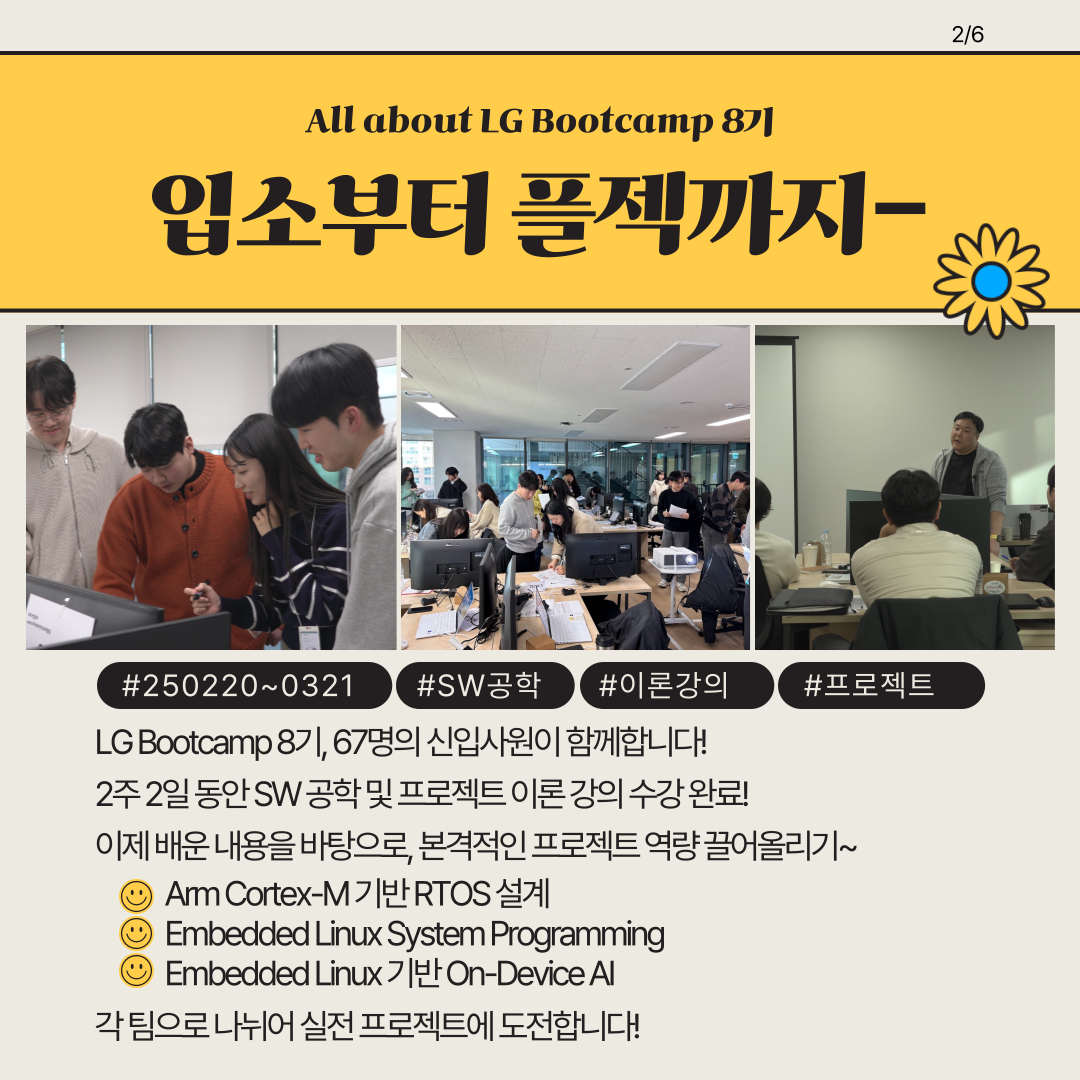 2/6
All about LG Bootcamp 8기
입소부터 플젝까지-
#250220~0321 #SW공학 #이론강의 #프로젝트
LG Bootcamp 8기, 67명의 신입사원이 함께합니다!
2주 2일 동안 SW 공학 및 프로젝트 이론 강의 수강 완료!
이제 배운 내용을 바탕으로, 본격적인 프로젝트 역량 끌어올리기~
Arm Cortex-M 기반 RTOS 설계
Embedded Linux System Programming
Embedded Linux 기반 On-Device AI
각 팀으로 나뉘어 실전 프로젝트에 도전합니다!